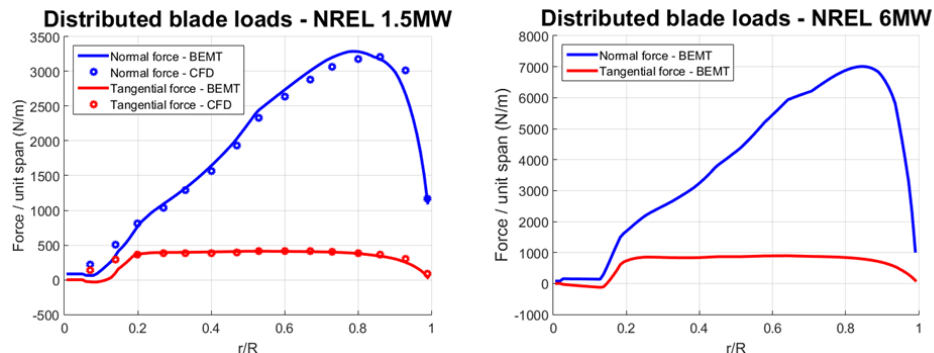 Distributed blade loads - NREL 1.5MW
3500
3000
2500
2000
1500
1000
500
0
-500
Force / unit span (N/m)
Normal force - BEMT
Normal force - CFD
Tangential force - BEMT
Tangential force - CFD
0 0.2 0.4 0.6 0.8 1
r/R
Distributed blade loads - NREL 6MW
8000
7000
6000
5000
4000
3000
2000
1000
0
-1000
Force / unit span (N/m)
Normal force - BEMT
Tangential force - BEMT
0 0.2 0.4 0.6 0.8 1
r/R